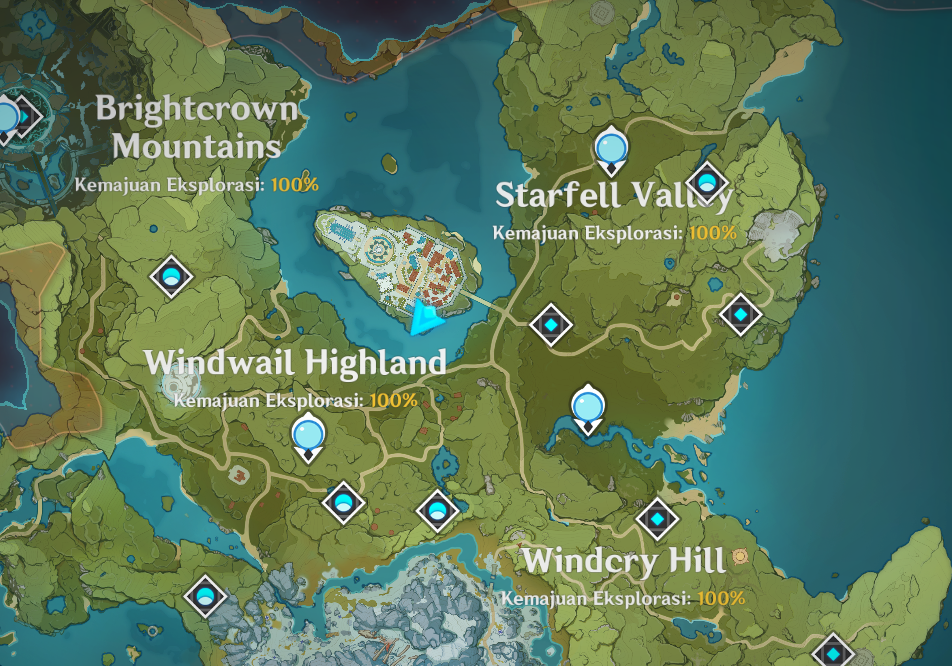 Brightcrown
Mountains
Kemajuan Eksplorasi: 100%
Starfell Valley
Kemajuan Eksplorasi: 100%
Windwail Highland
Kemajuan Eksplorasi: 100%
Windcry Hill
Kemajuan Eksplorasi: 100%